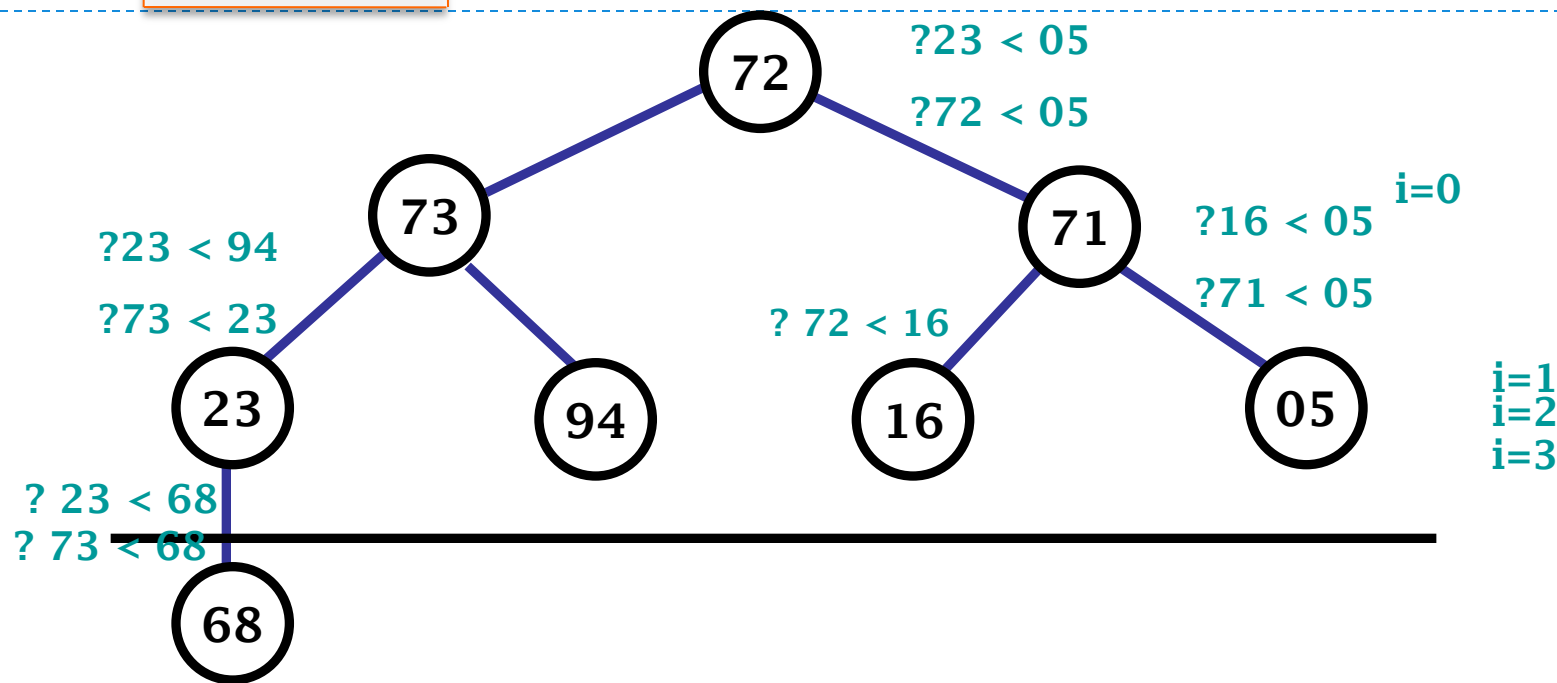 72
?23 < 05
?72 < 05
73
71
i=0
?16 < 05
?23 < 94
?71 < 05
?73 < 23
? 72 < 16
23
94
16
05
i=1
i=2
i=3
? 23 < 68
? 73 < 68
68